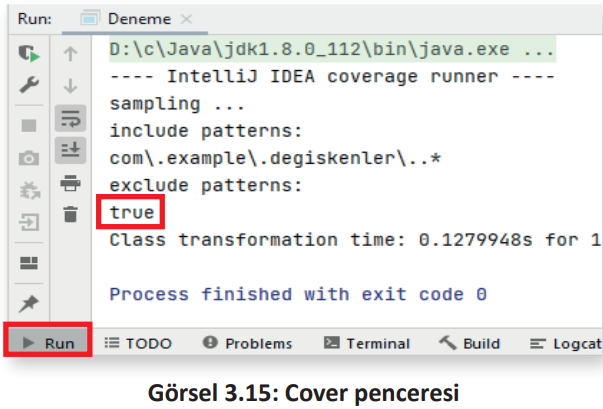 Run: Deneme
D:\c\Java\jdk1.8.0_112\bin\java.exe ...
---- IntelliJ IDEA coverage runner ----
sampling ...
include patterns:
com\.example\.degiskenler\..*
exclude patterns:
true
Class transformation time: 0.1279948s for 1
Process finished with exit code 0
Run TODO Problems Terminal Build Logcat
Görsel 3.15: Cover penceresi